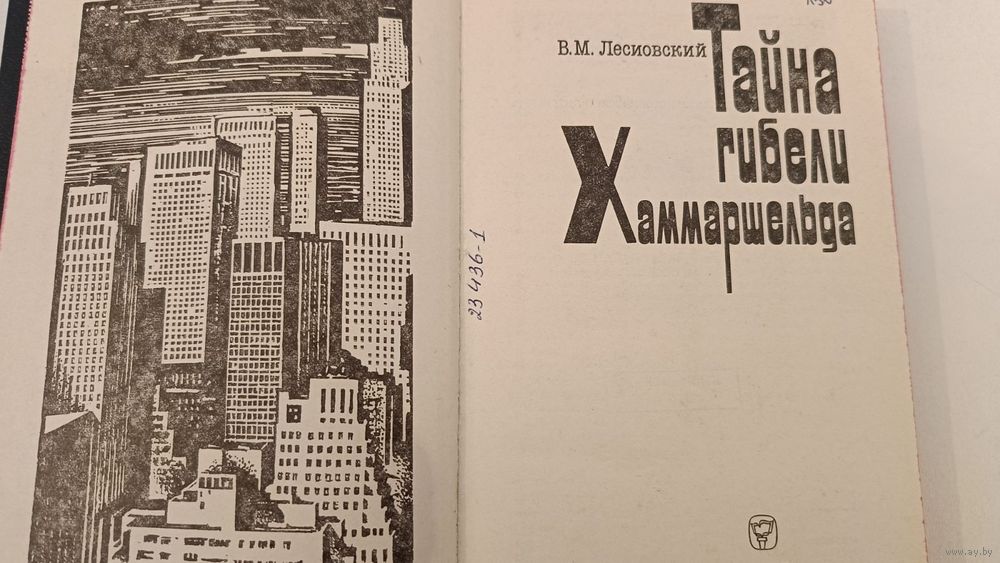 В.М. Лесиовский
Тайна
гибели
Хаммаршельда
23436-1
www.ay.by